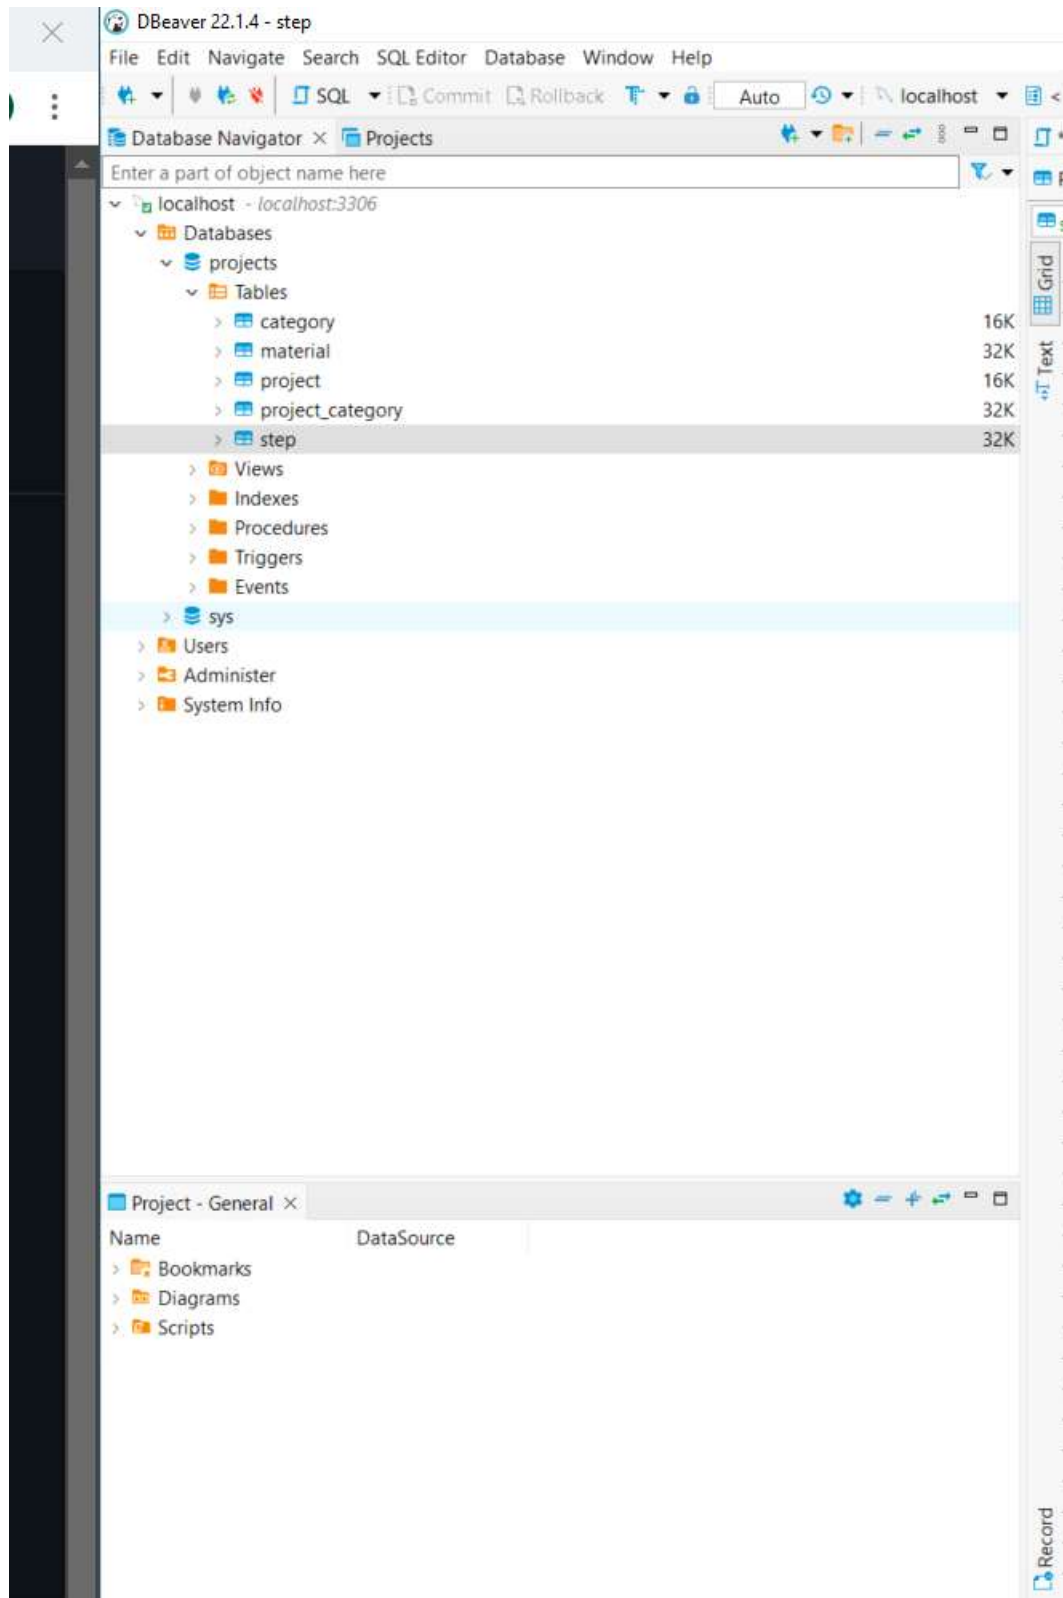 DBeaver 22.1.4 - step
File Edit Navigate Search SQL Editor Database Window Help
SQL Commit Rollback Auto localhost
Database Navigator Projects
Enter a part of object name here
localhost - localhost:3306
Databases
projects
Tables
category 16K
material 32K
project 16K
project_category 32K
step 32K
Views
Indexes
Procedures
Triggers
Events
sys
Users
Administer
System Info
Project - General
Name DataSource
Bookmarks
Diagrams
Scripts
Grid
Text
Record